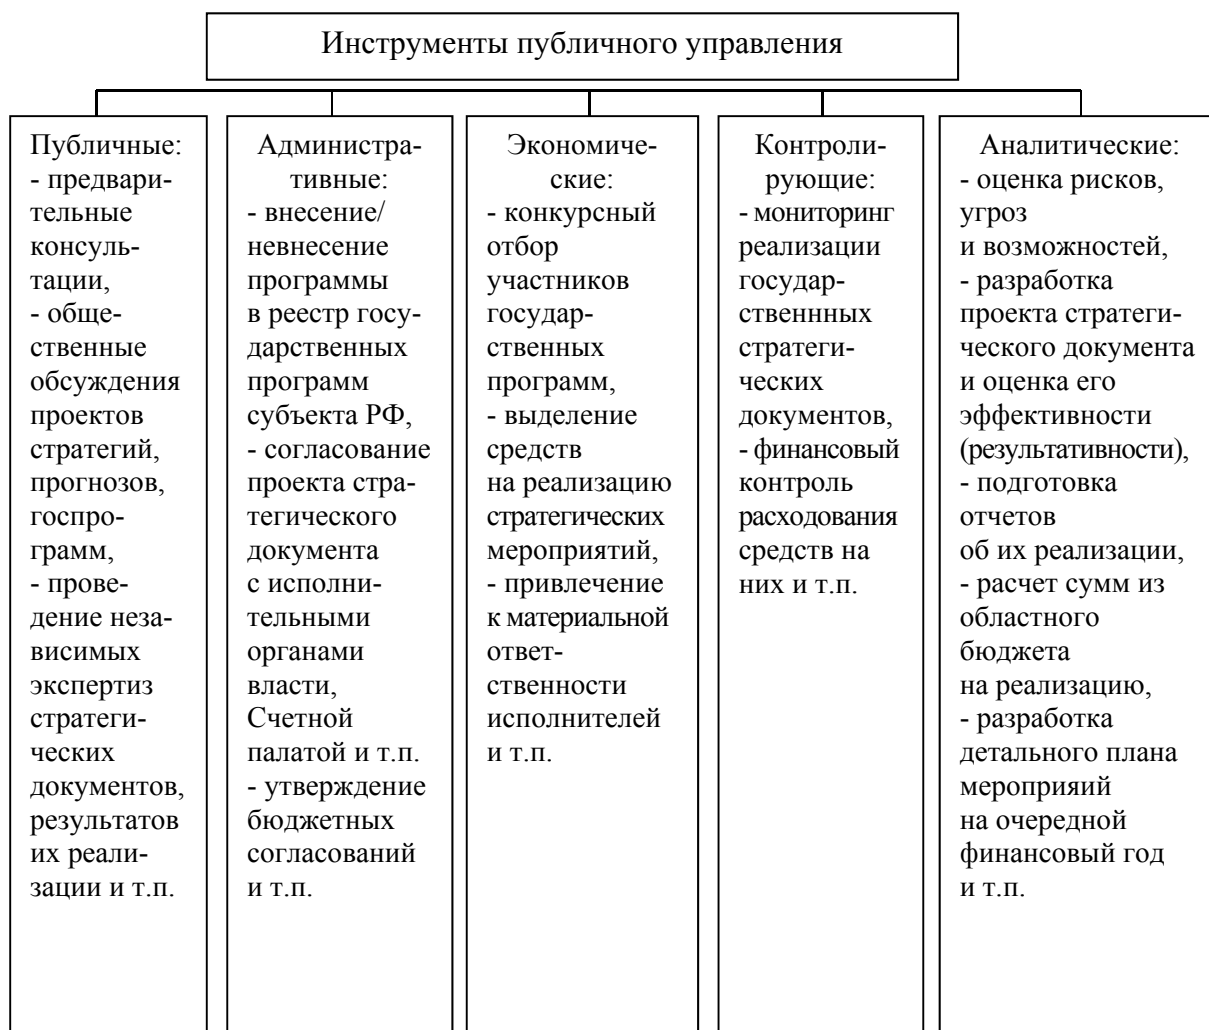 Инструменты публичного управления
Публичные:
- предвари-
тельные
консуль-
тации,
- обще-
ственные
обсуждения
проектов
стратегий,
прогнозов,
госпро-
грамм,
- прове-
дение неза-
висимых
экспертиз
стратеги-
ческих
документов,
результатов
их реали-
зации и т.п.
Администра-
тивные:
- внесение/
невнесение
программы
в реестр госу-
дарственных
программ
субъекта РФ,
- согласование
проекта стра-
тегического
документа
с исполни-
тельными
органами
власти,
Счетной
палатой и т.п.
- утверждение
бюджетных
согласований
и т.п.
Экономиче-
ские:
- конкурсный
отбор
участников
государ-
ственных
программ,
- выделение
средств
на реализацию
стратегических
мероприятий,
- привлечение
к материальной
ответ-
ственности
исполнителей
и т.п.
Контроли-
рующие:
- мониторинг
реализации
государ-
ственнных
стратеги-
ческих
документов,
- финансовый
контроль
расходования
средств на
них и т.п.
Аналитические:
- оценка рисков,
угроз
и возможностей,
- разработка
проекта стратеги-
ческого документа
и оценка его
эффективности
(результативности),
- подготовка
отчетов
об их реализации,
- расчет сумм из
областного
бюджета
на реализацию,
- разработка
детального плана
мероприяий
на очередной
финансовый год
и т.п.